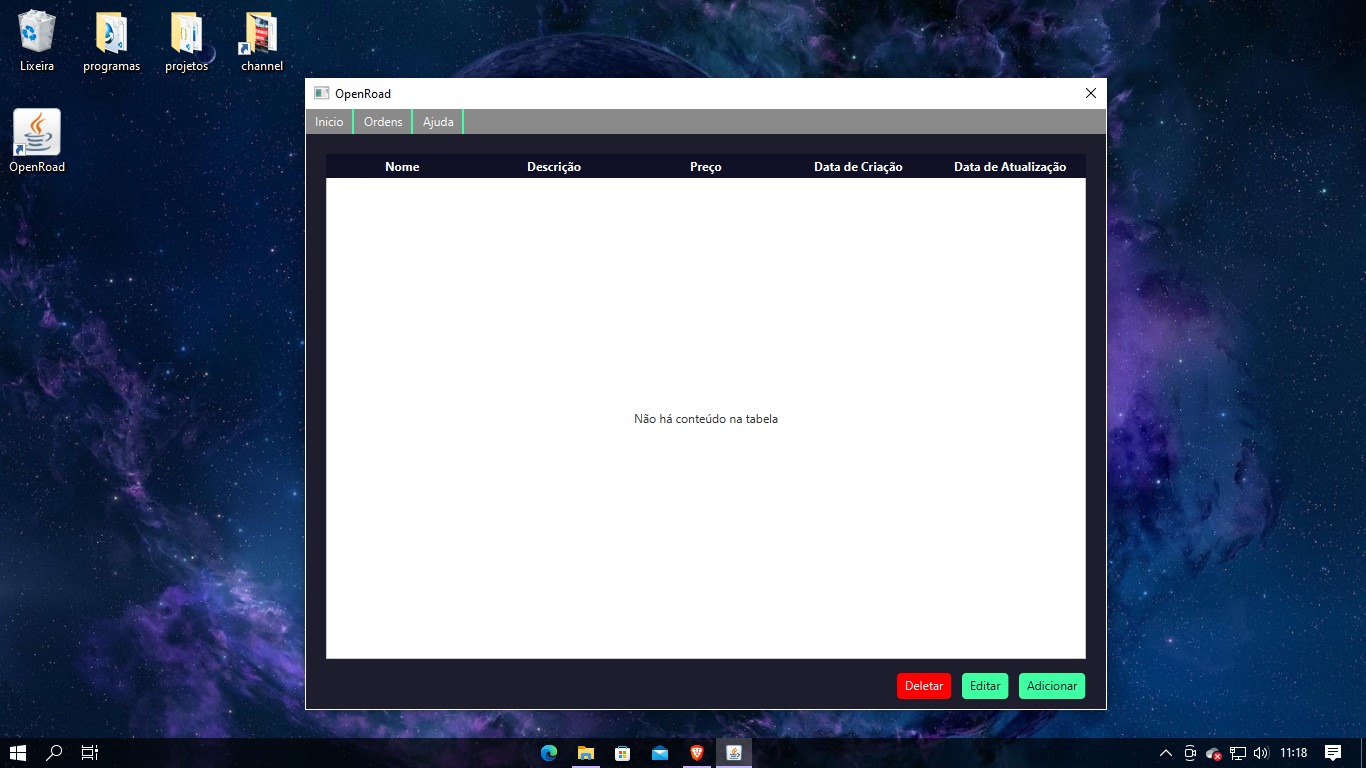 Lixeira
programas
projetos
channel
OpenRoad
OpenRoad
Inicio Ordens Ajuda
Nome Descrição Preço Data de Criação Data de Atualização
Não há conteúdo na tabela
Deletar Editar Adicionar
11:18